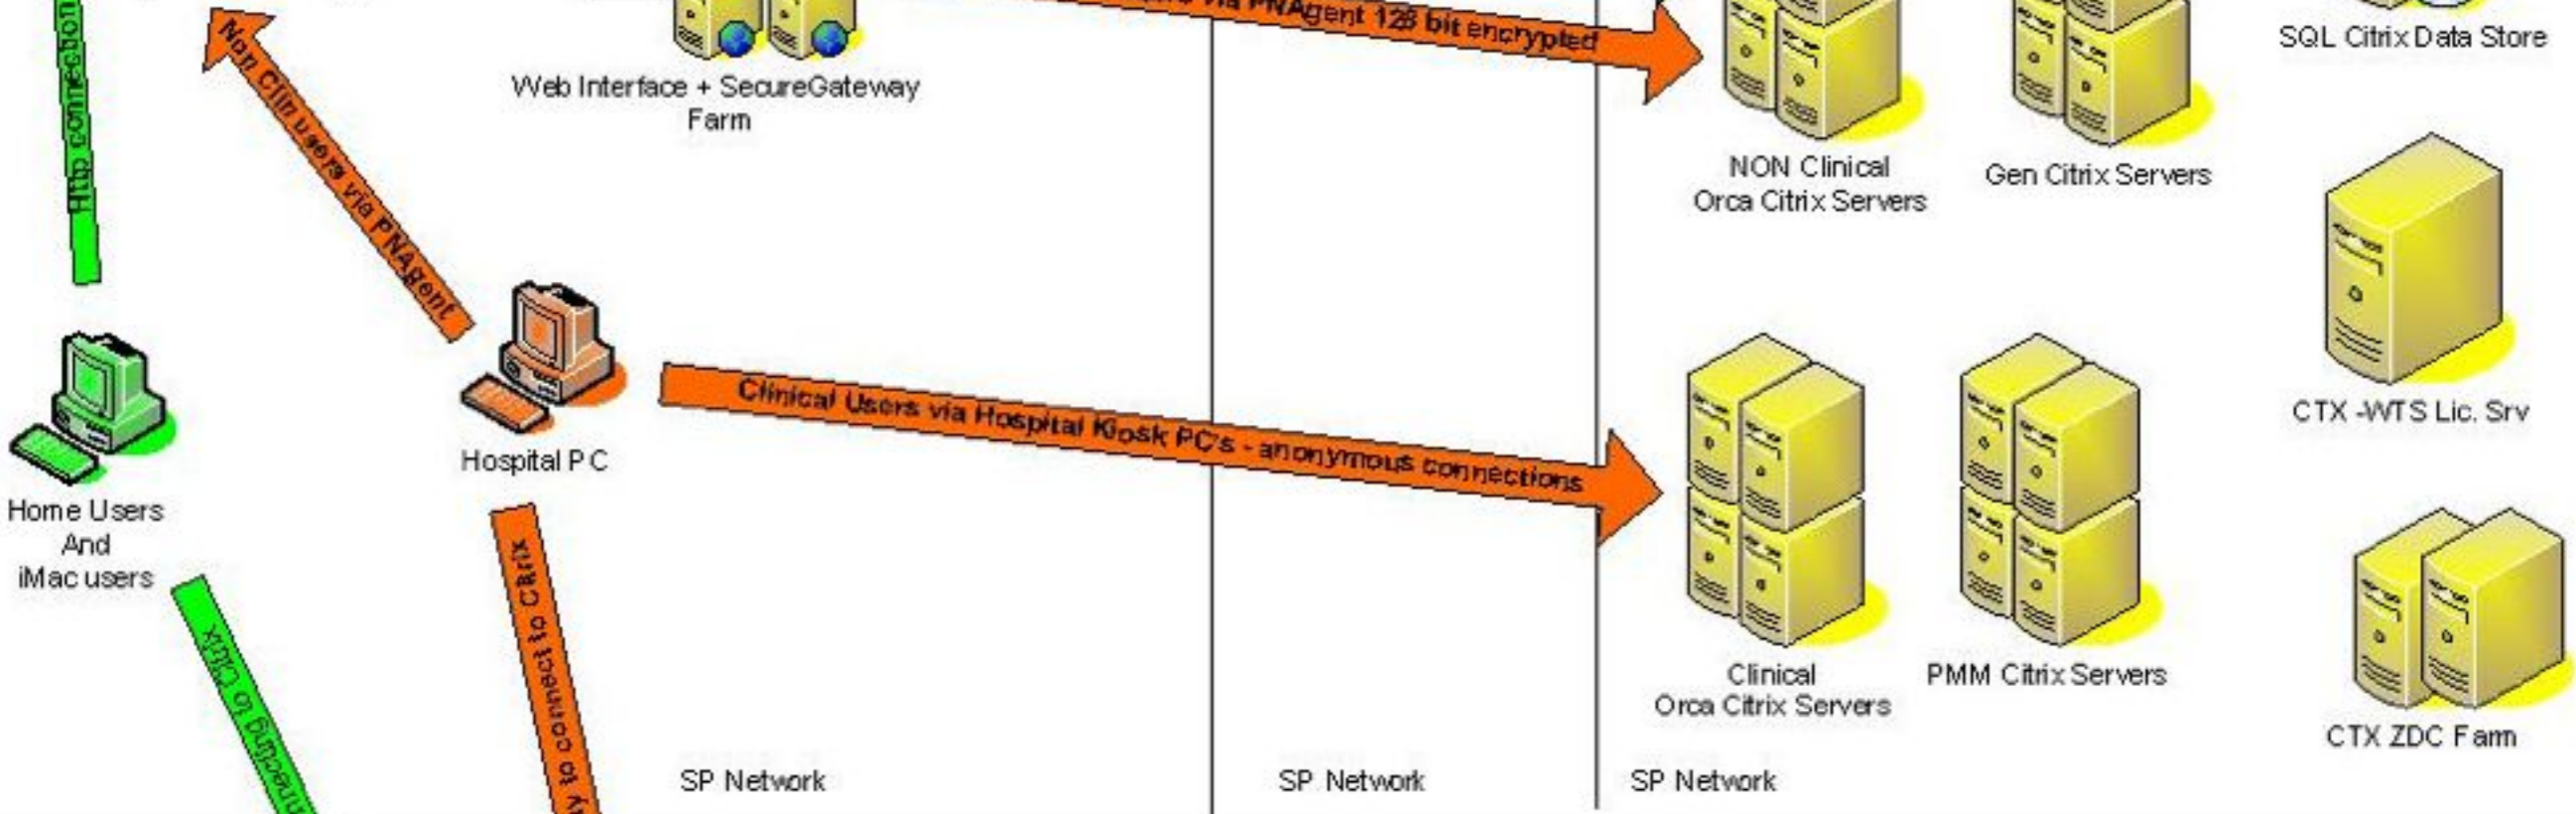 Http connection
Non Clin users via PNAgent
via PNAgent 128 bit encrypted
Web Interface + SecureGateway
Farm
NON Clinical
Orca Citrix Servers
Gen Citrix Servers
SQL Citrix Data Store
CTX -WTS Lic. Srv
Hospital PC
Clinical Users via Hospital Kiosk PC's - anonymous connections
Home Users
And
iMac users
to connect to Citrix
to Citrix
Clinical
Orca Citrix Servers
PMM Citrix Servers
CTX ZDC Farm
SP Network
SP Network
SP Network